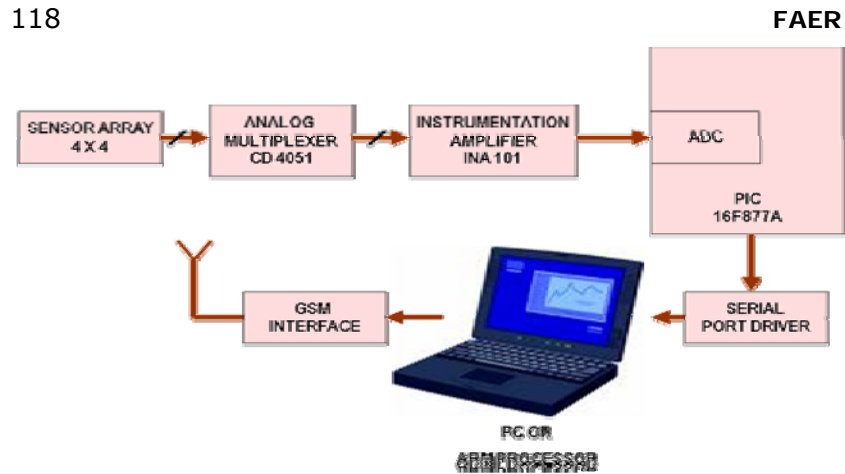 118
FAER
SENSOR ARRAY
4 X 4
ANALOG
MULTIPLEXER
CD 4051
INSTRUMENTATION
AMPLIFIER
INA 101
ADC
PIC
16F877A
GSM
INTERFACE
SERIAL
PORT DRIVER
PC OR
PROCESSOR